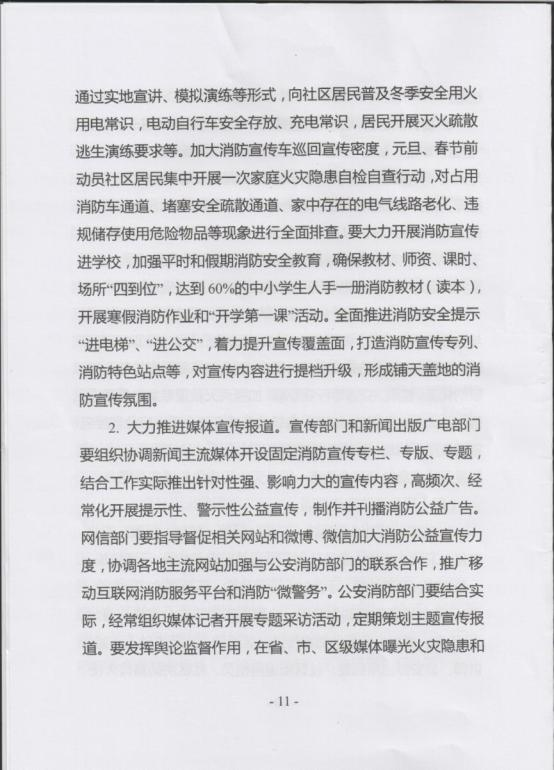 通过实地宣讲、模拟演练等形式，向社区居民普及冬季安全用火
用电常识，电动自行车安全存放、充电常识，居民开展灭火疏散
逃生演练要求等。加大消防宣传车巡回宣传密度，元旦、春节前
动员社区居民集中开展一次家庭火灾隐患自检自查行动，对占用
消防车通道、堵塞安全疏散通道、家中存在的电气线路老化、违
规储存使用危险物品等现象进行全面排查。要大力开展消防宣传
进学校，加强平时和假期消防安全教育，确保教材、师资、课时、
场所“四到位”，达到 60%的中小学生人手一册消防教材（读本），
开展寒假消防作业和“开学第一课”活动。全面推进消防安全提示
“进电梯”、“进公交”，着力提升宣传覆盖面，打造消防宣传专列、
消防特色站点等，对宣传内容进行提档升级，形成铺天盖地的消
防宣传氛围。
2. 大力推进媒体宣传报道。宣传部门和新闻出版广电部门
要组织协调新闻主流媒体开设固定消防宣传专栏、专版、专题，
结合工作实际推出针对性强、影响力大的宣传内容，高频次、经
常化开展提示性、警示性公益宣传，制作并刊播消防公益广告。
网信部门要指导督促相关网站和微博、微信加大消防公益宣传力
度，协调各地主流网站加强与公安消防部门的联系合作，推广移
动互联网消防服务平台和消防“微警务”。公安消防部门要结合实
际，经常组织媒体记者开展专题采访活动，定期策划主题宣传报
道。要发挥舆论监督作用，在省、市、区级媒体曝光火灾隐患和
- 11 -